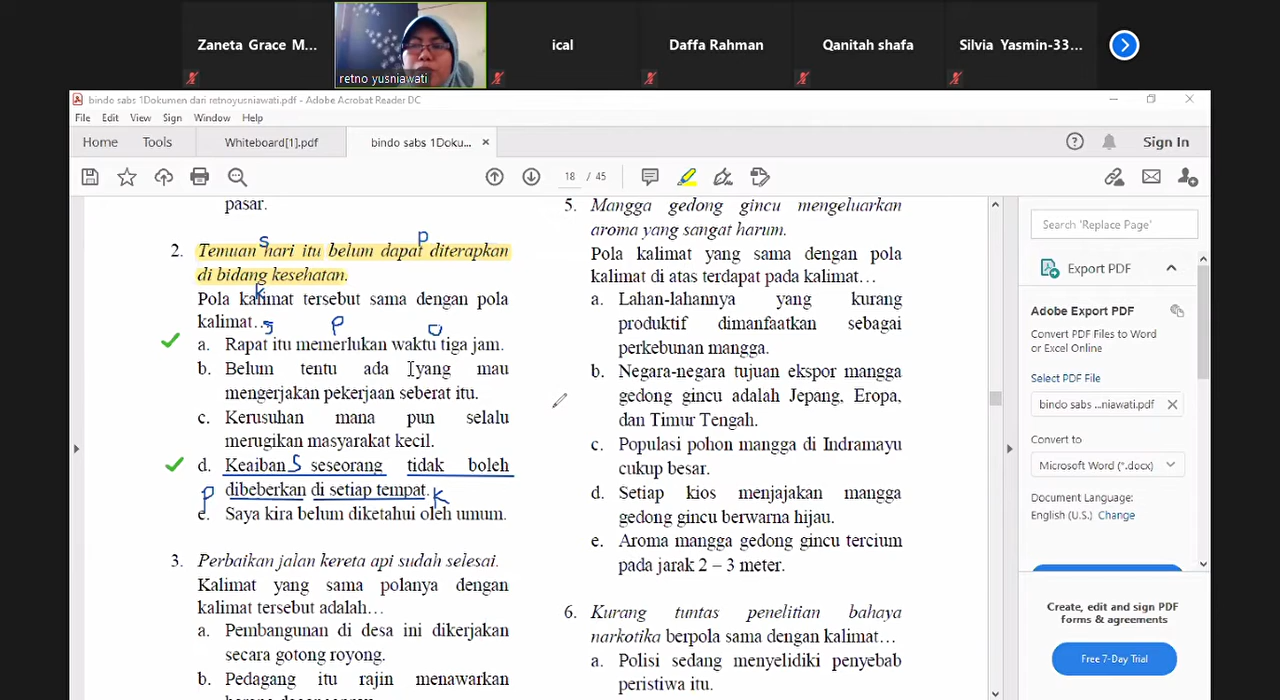 Zaneta Grace M...
retno yusniawati
ical
Daffa Rahman
Qanitah shafa
Silvia Yasmin-33...
bindo sabs 1Dokumen dari retnoyusniawati.pdf - Adobe Acrobat Reader DC
File Edit View Sign Window Help
Home Tools Whiteboard[1].pdf bindo sabs 1Doku... ×
Sign In
18 / 45
pasar.
S P
2. Temuan hari itu belum dapat diterapkan
di bidang kesehatan.
K
Pola kalimat tersebut sama dengan pola
kalimat...
S P O
a. Rapat itu memerlukan waktu tiga jam.
b. Belum tentu ada yang mau
mengerjakan pekerjaan seberat itu.
c. Kerusuhan mana pun selalu
merugikan masyarakat kecil.
d. Keaiban S seseorang tidak boleh
P dibeberkan di setiap tempat. K
e. Saya kira belum diketahui oleh umum.
3. Perbaikan jalan kereta api sudah selesai.
Kalimat yang sama polanya dengan
kalimat tersebut adalah...
a. Pembangunan di desa ini dikerjakan
secara gotong royong.
b. Pedagang itu rajin menawarkan
5. Mangga gedong gincu mengeluarkan
aroma yang sangat harum.
Pola kalimat yang sama dengan pola
kalimat di atas terdapat pada kalimat...
a. Lahan-lahannya yang kurang
produktif dimanfaatkan sebagai
perkebunan mangga.
b. Negara-negara tujuan ekspor mangga
gedong gincu adalah Jepang, Eropa,
dan Timur Tengah.
c. Populasi pohon mangga di Indramayu
cukup besar.
d. Setiap kios menjajakan mangga
gedong gincu berwarna hijau.
e. Aroma mangga gedong gincu tercium
pada jarak 2 – 3 meter.
6. Kurang tuntas penelitian bahaya
narkotika berpola sama dengan kalimat...
a. Polisi sedang menyelidiki penyebab
peristiwa itu.
Search 'Replace Page'
Export PDF
Adobe Export PDF
Convert PDF Files to Word
or Excel Online
Select PDF File
bindo sabs ...niawati.pdf ×
Convert to
Microsoft Word (*.docx)
Document Language:
English (U.S.) Change
Create, edit and sign PDF
forms & agreements
Free 7-Day Trial